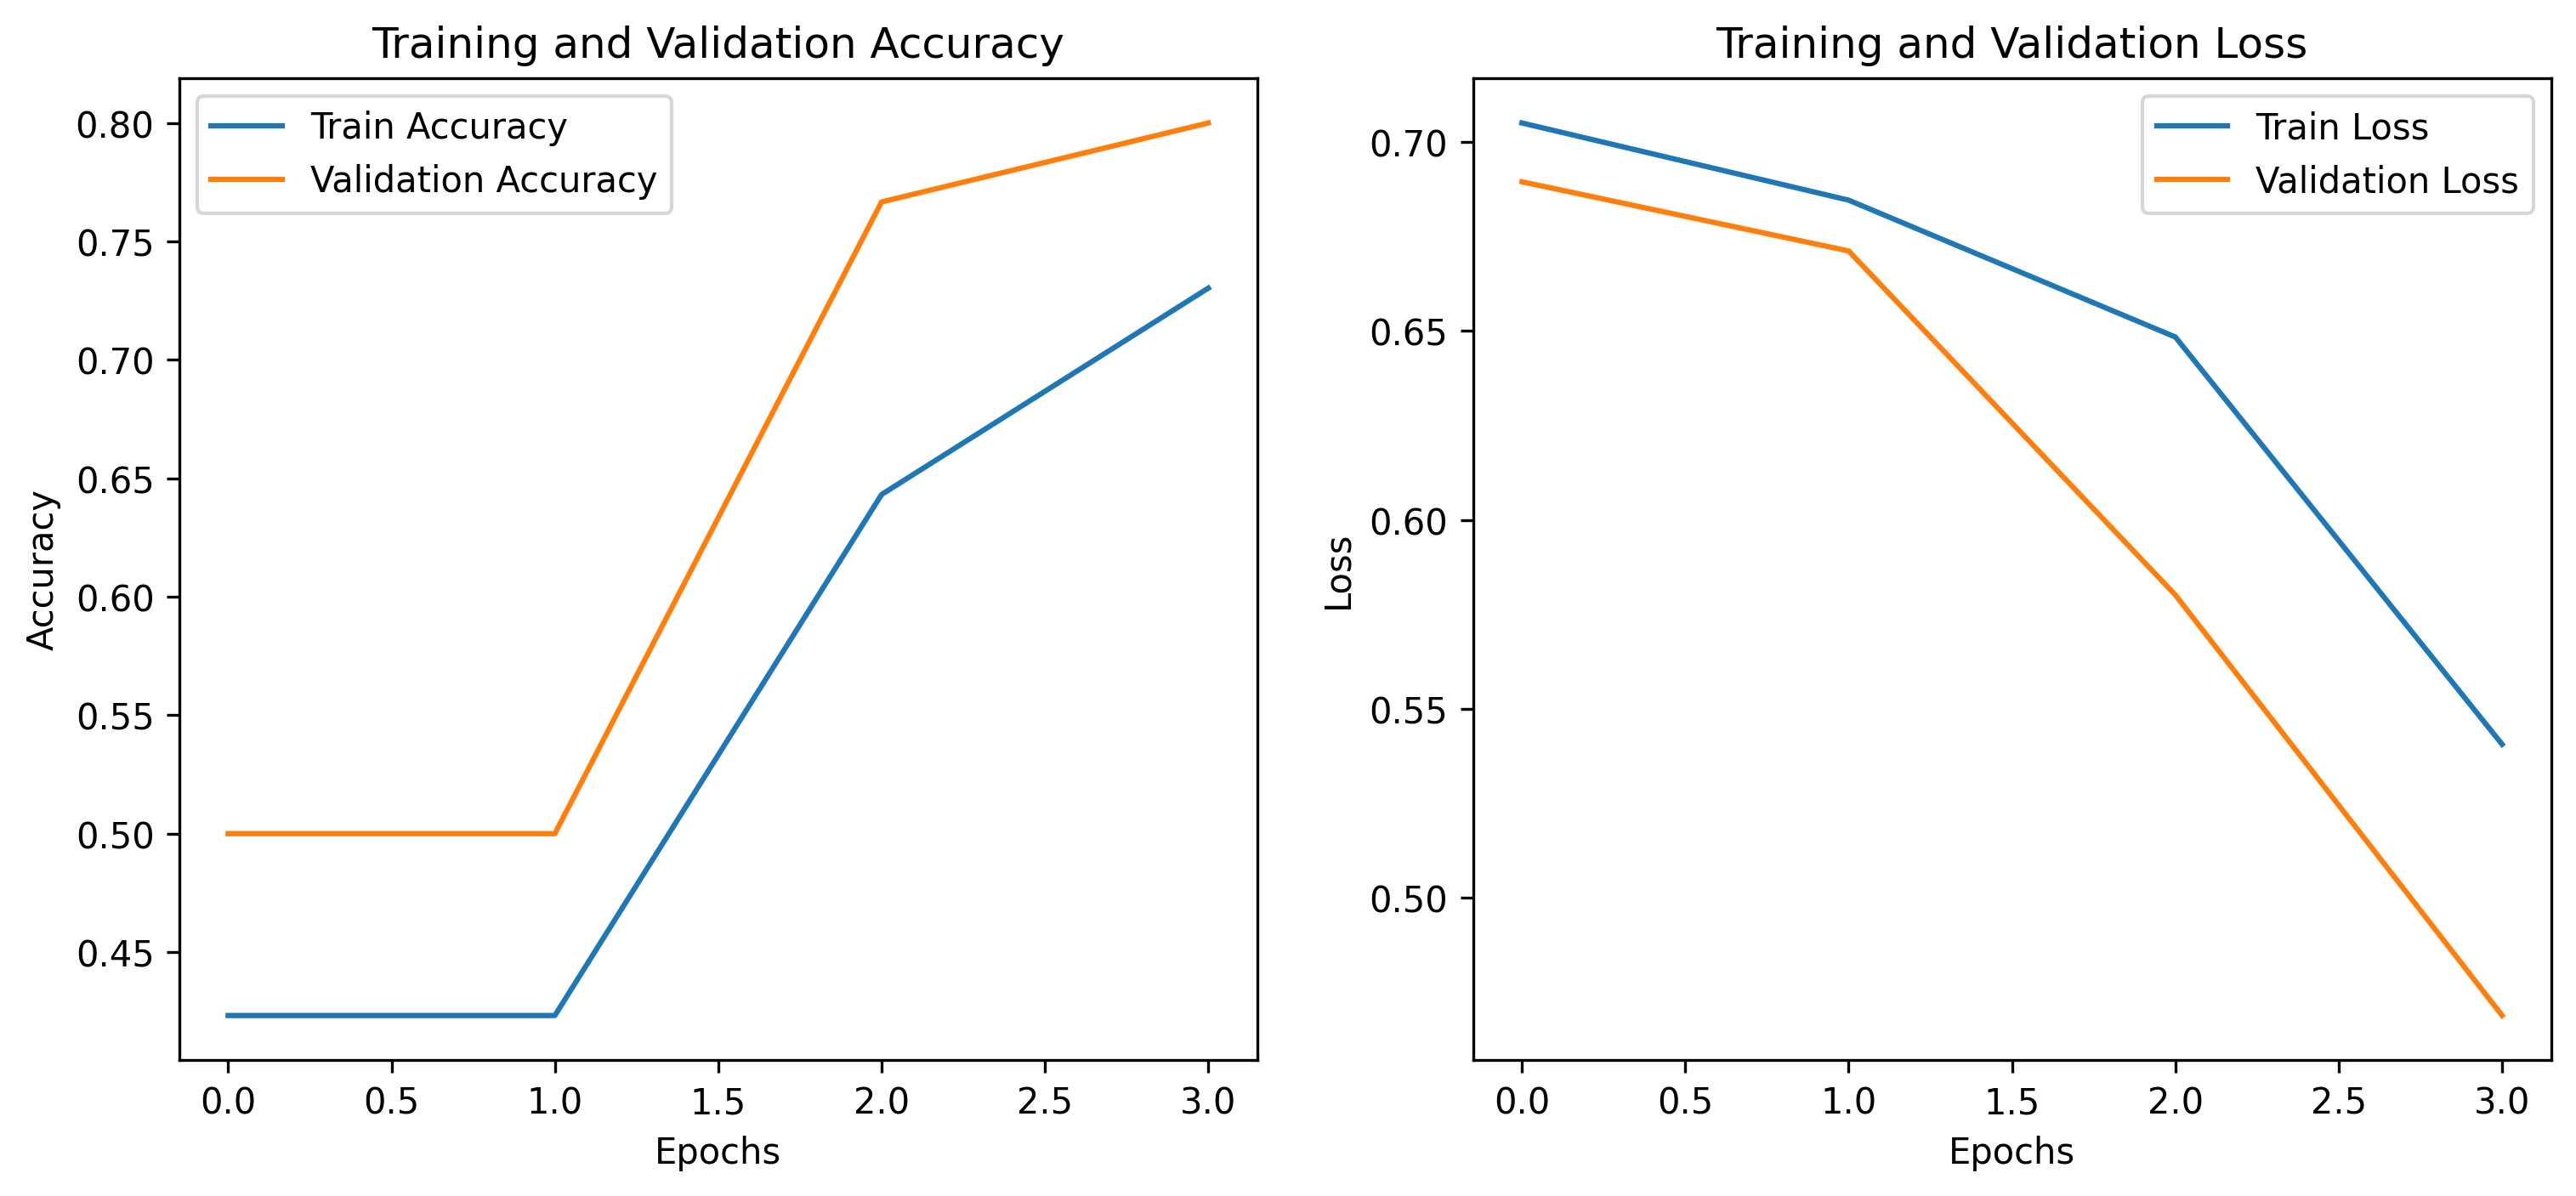 Training and Validation Accuracy
Train Accuracy
Validation Accuracy
0.80
0.75
0.70
0.65
0.60
0.55
0.50
0.45
Accuracy
0.0 0.5 1.0 1.5 2.0 2.5 3.0
Epochs
Training and Validation Loss
Train Loss
Validation Loss
0.70
0.65
0.60
0.55
0.50
Loss
0.0 0.5 1.0 1.5 2.0 2.5 3.0
Epochs